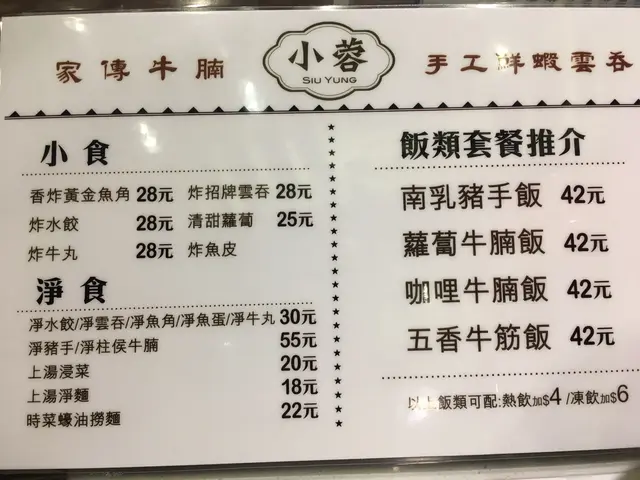 家傳牛腩
小蓉
SIU YUNG
手工鮮蝦雲吞
小食
香炸黃金魚角 28元 炸招牌雲吞 28元
炸水餃 28元 清甜蘿蔔 25元
炸牛丸 28元 炸魚皮
淨食
凈水餃/凈雲吞/凈魚角/凈魚蛋/凈牛丸 30元
淨豬手/凈柱侯牛腩 55元
上湯浸菜 20元
上湯淨麵 18元
時菜蠔油撈麵 22元
飯類套餐推介
南乳豬手飯 42元
蘿蔔牛腩飯 42元
咖哩牛腩飯 42元
五香牛筋飯 42元
以上飯類可配:熱飲加$4 /凍飲加$6